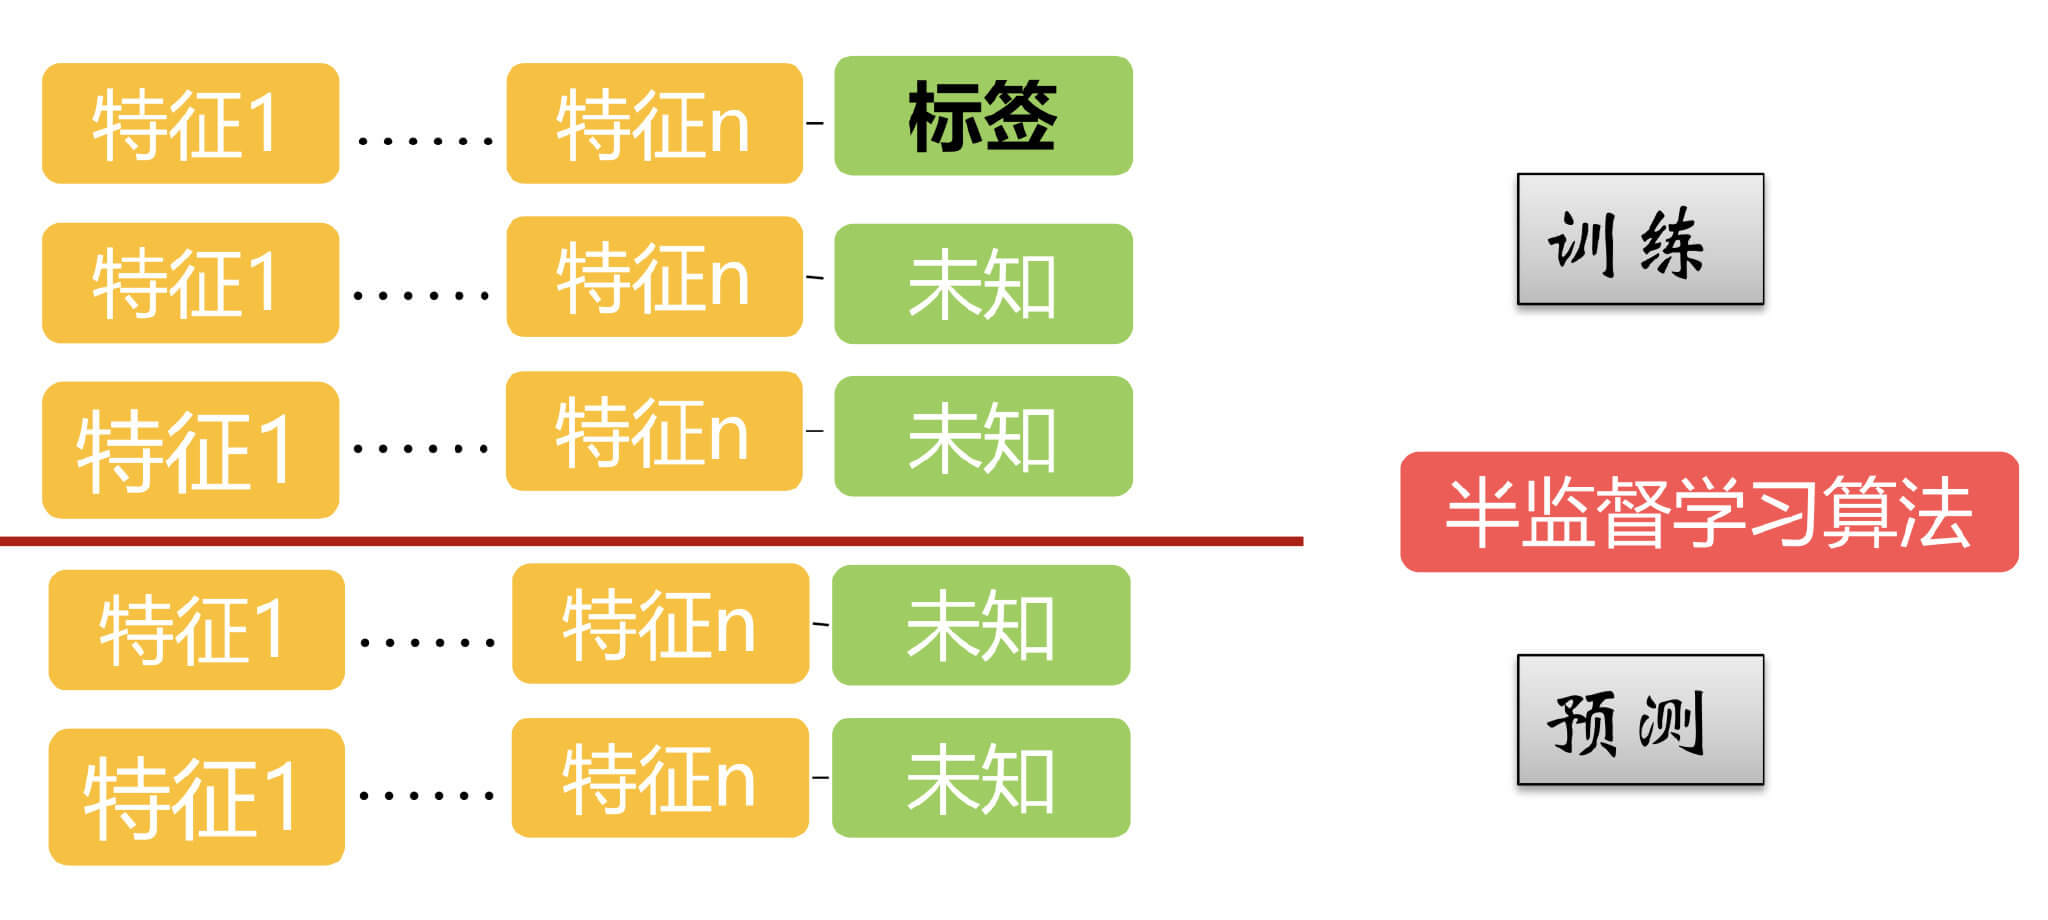 特征1 ...... 特征n 标签
特征1 ...... 特征n 未知
特征1 ...... 特征n 未知
特征1 ...... 特征n 未知
特征1 ...... 特征n 未知
训练
半监督学习算法
预测